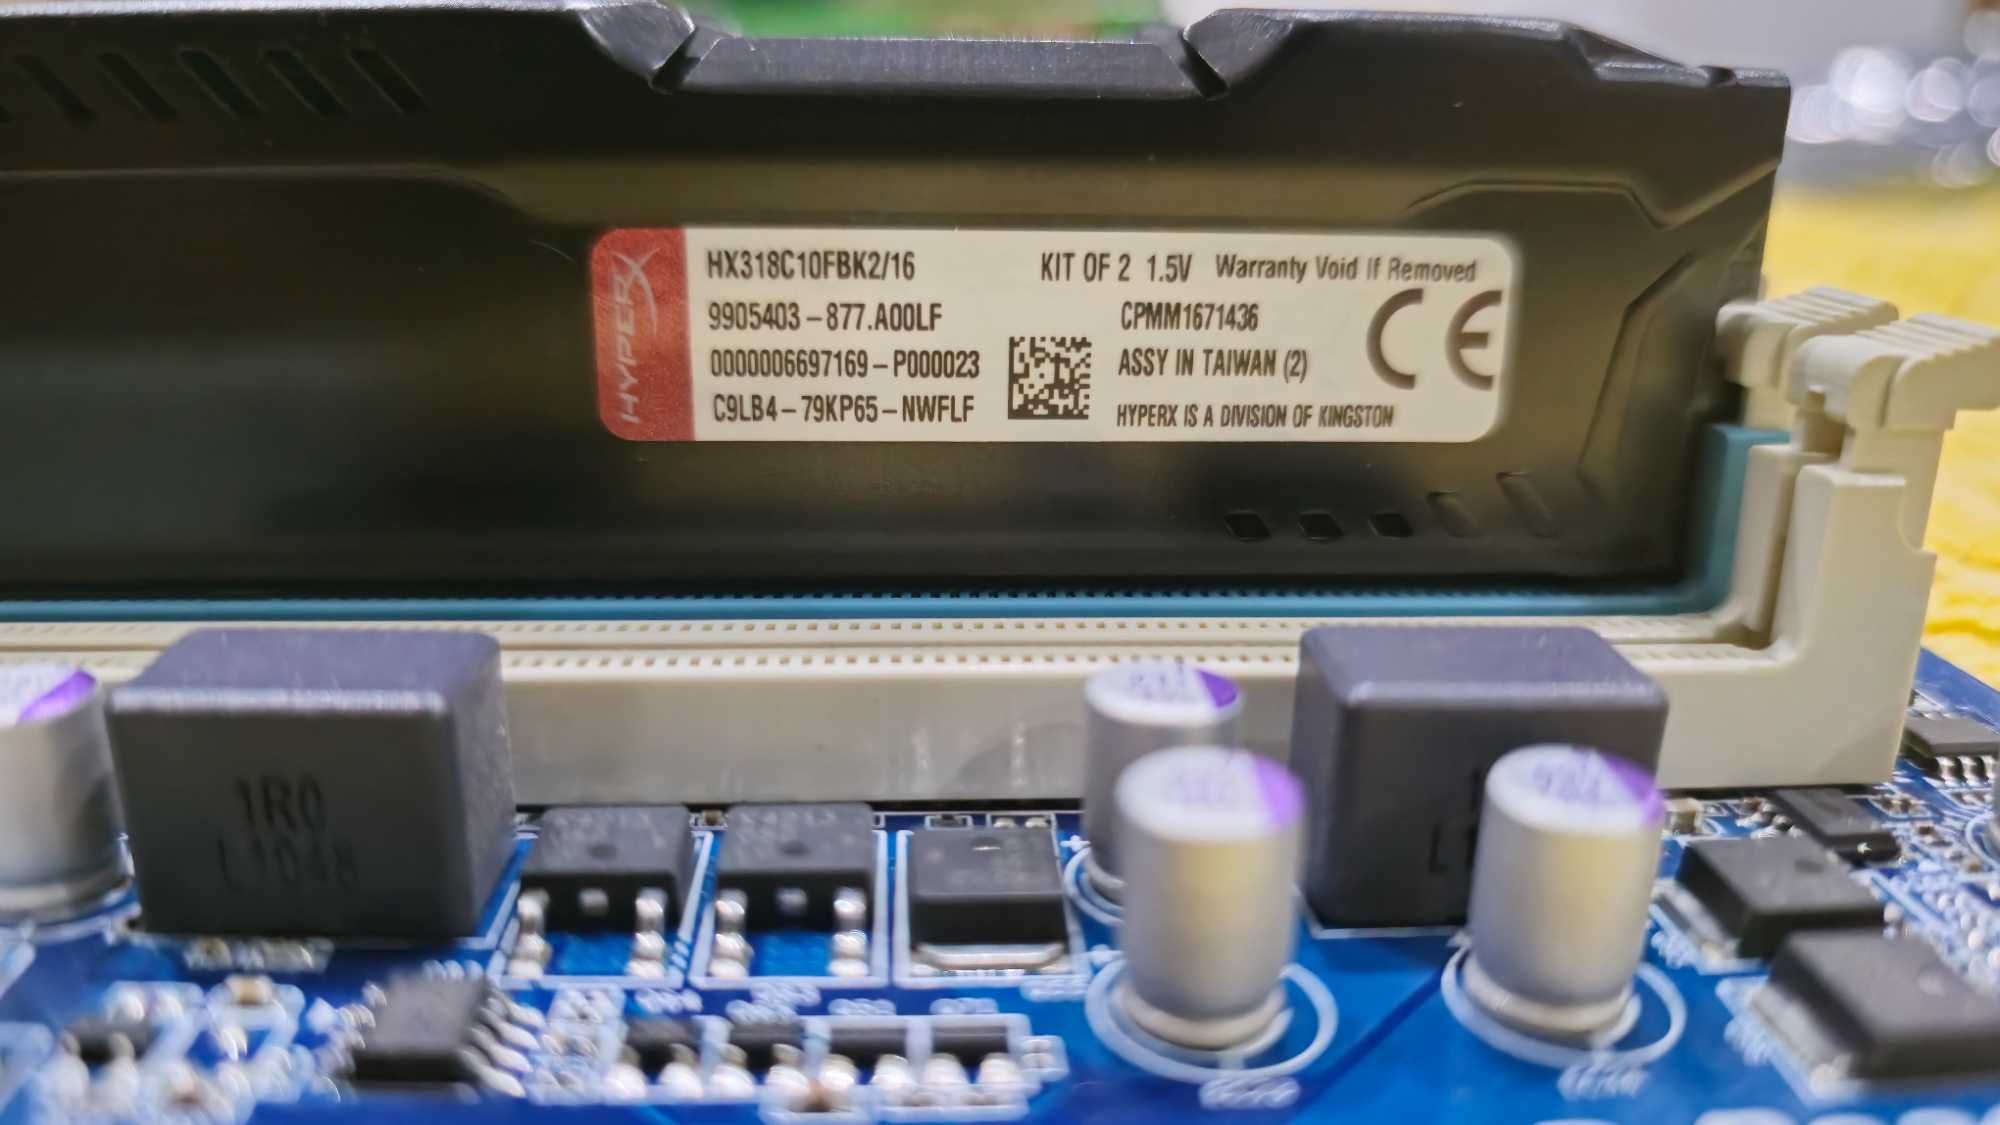 HYPERX
HX318C10FBK2/16 KIT OF 2 1.5V Warranty Void If Removed
9905403-877.A00LF CPMM1671436 CE
0000006697169-P000023 ASSY IN TAIWAN (2)
C9LB4-79KP65-NWFLF HYPERX IS A DIVISION OF KINGSTON
1R0
L1048